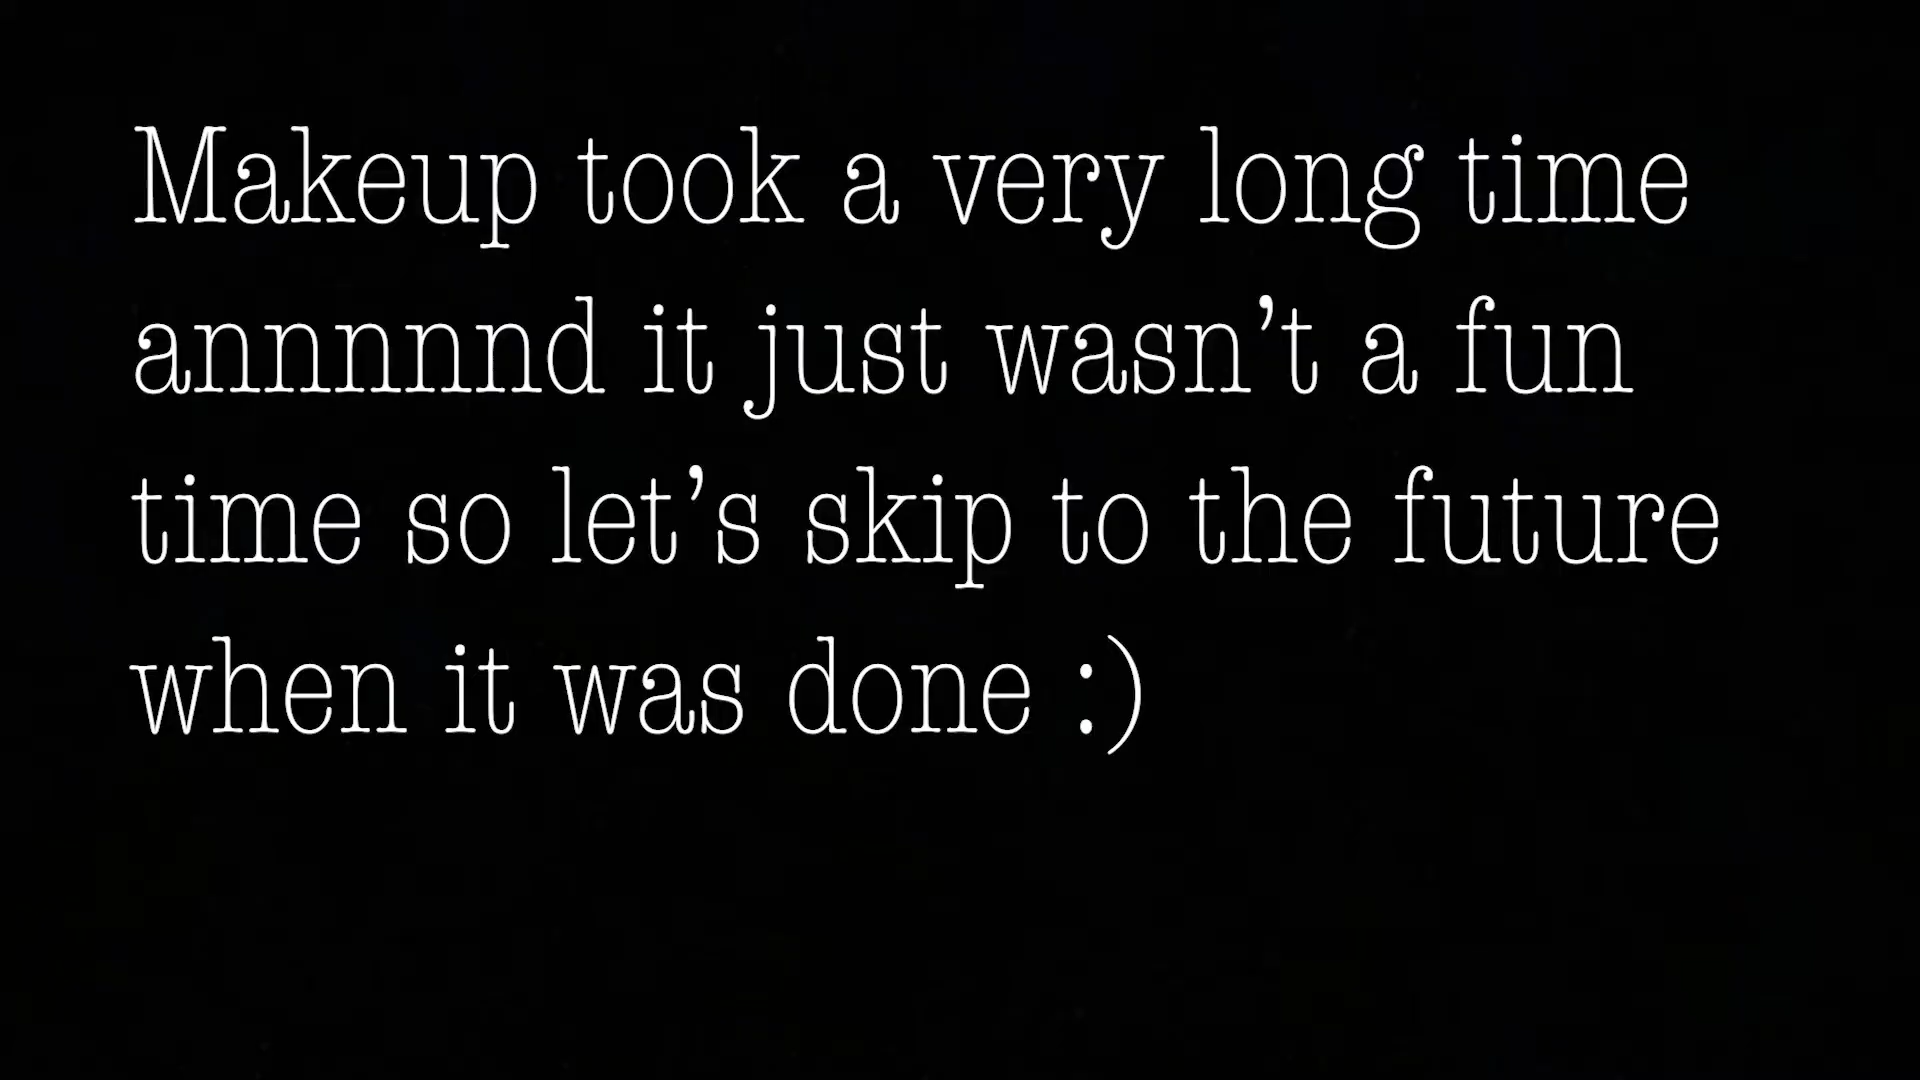 Makeup took a very long time
annnnnd it just wasn’t a fun
time so let’s skip to the future
when it was done :)